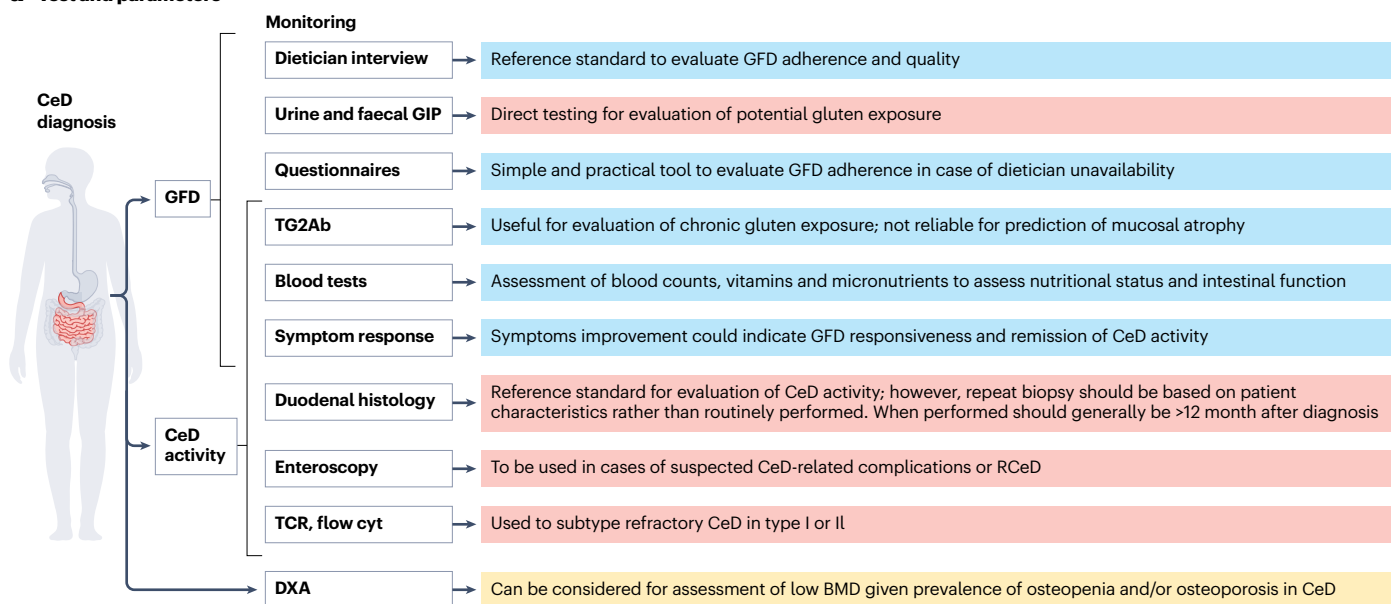 a Test and parameters
Monitoring
CeD
diagnosis
GFD
CeD
activity
Dietician interview
Reference standard to evaluate GFD adherence and quality
Urine and faecal GIP
Direct testing for evaluation of potential gluten exposure
Questionnaires
Simple and practical tool to evaluate GFD adherence in case of dietician unavailability
TG2Ab
Useful for evaluation of chronic gluten exposure; not reliable for prediction of mucosal atrophy
Blood tests
Assessment of blood counts, vitamins and micronutrients to assess nutritional status and intestinal function
Symptom response
Symptoms improvement could indicate GFD responsiveness and remission of CeD activity
Duodenal histology
Reference standard for evaluation of CeD activity; however, repeat biopsy should be based on patient
characteristics rather than routinely performed. When performed should generally be >12 month after diagnosis
Enteroscopy
To be used in cases of suspected CeD-related complications or RCeD
TCR, flow cyt
Used to subtype refractory CeD in type I or II
DXA
Can be considered for assessment of low BMD given prevalence of osteopenia and/or osteoporosis in CeD